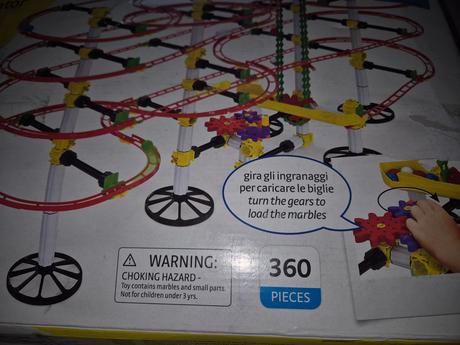 gira gli ingranaggi
per caricare le biglie
turn the gears to
load the marbles
WARNING:
CHOKING HAZARD -
Toy contains marbles and small parts.
Not for children under 3 yrs.
360
PIECES